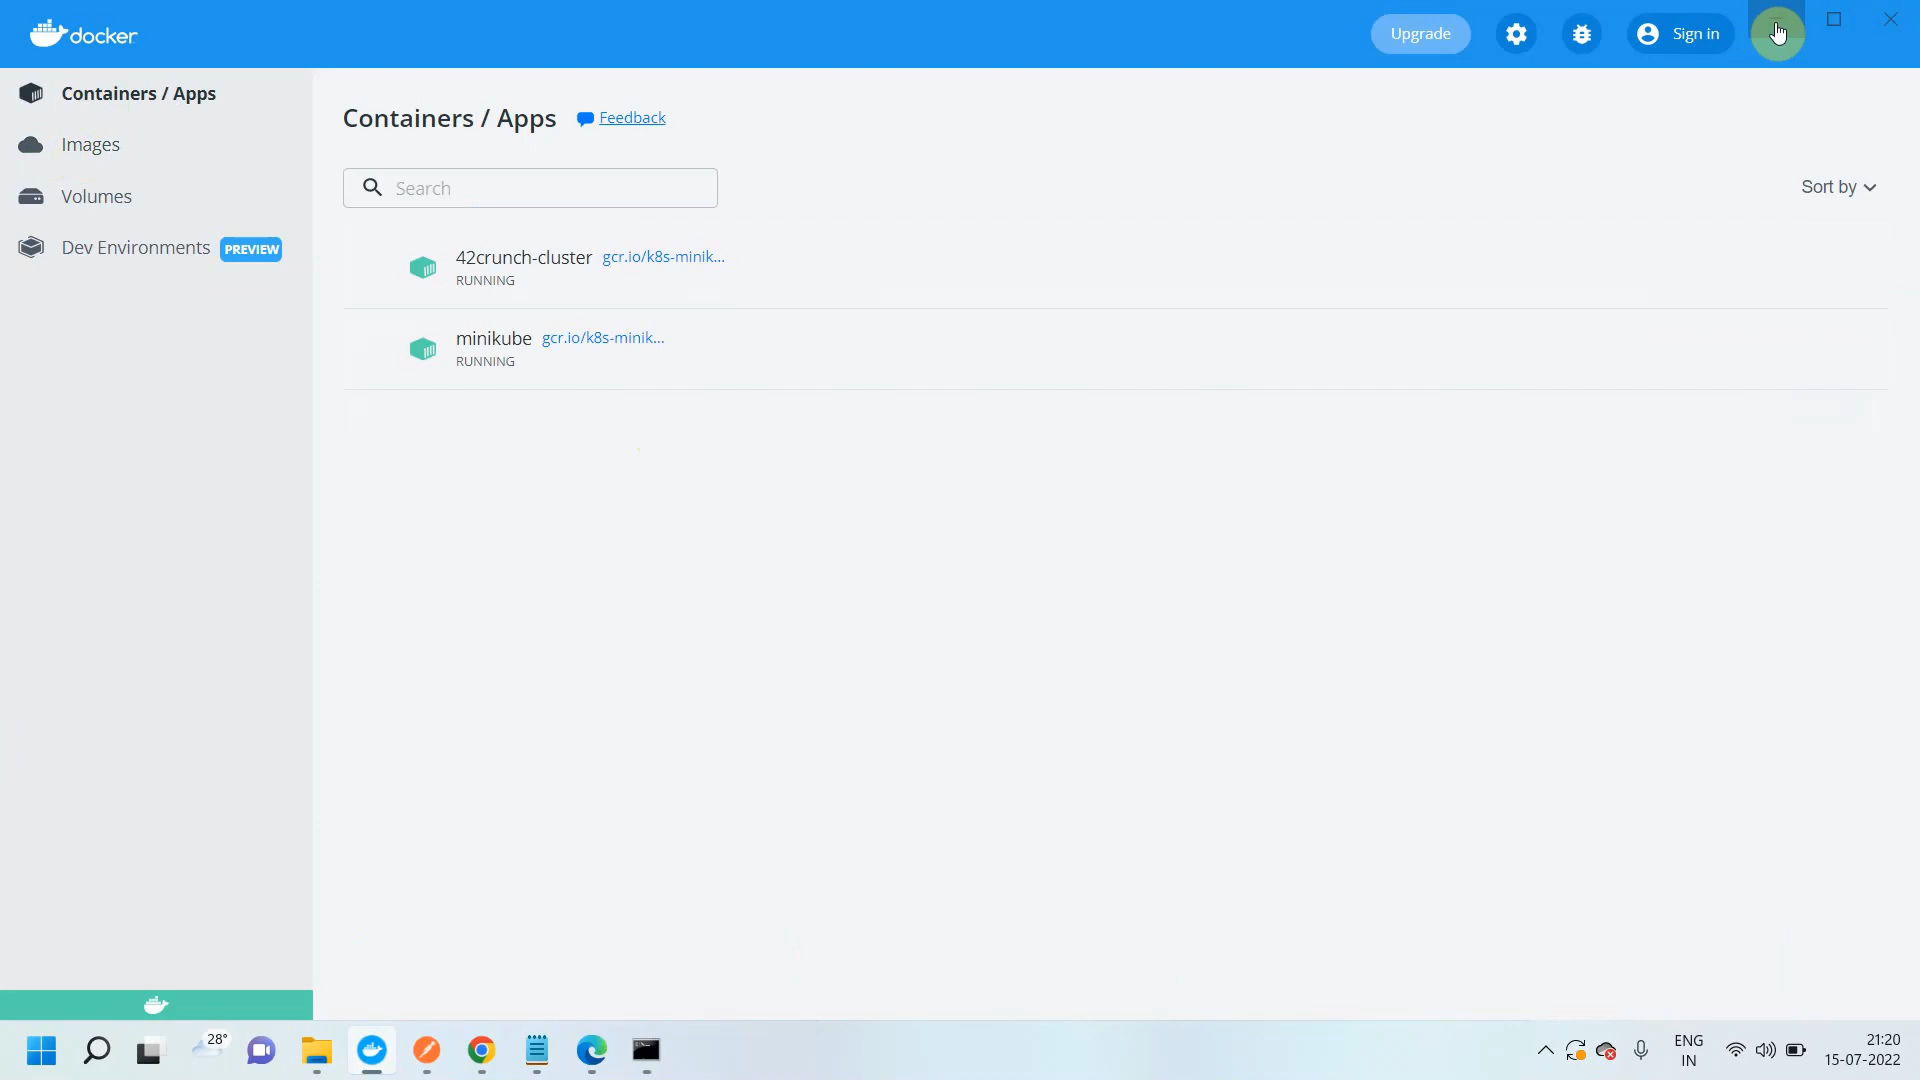 docker
Upgrade
Sign in
Containers / Apps
Images
Volumes
Dev Environments PREVIEW
Containers / Apps Feedback
Search
Sort by
42crunch-cluster gcr.io/k8s-minik...
RUNNING
minikube gcr.io/k8s-minik...
RUNNING
28°
ENG
IN
21:20
15-07-2022